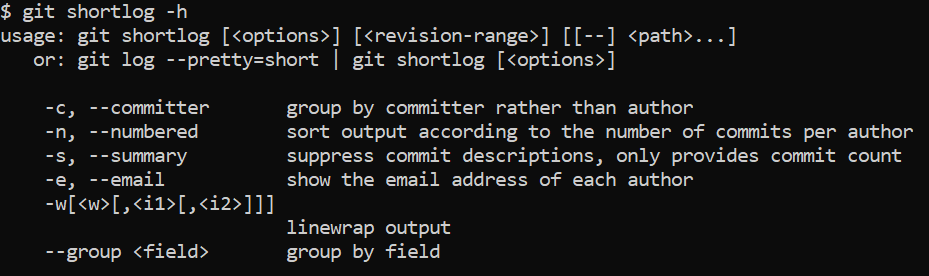 $ git shortlog -h
usage: git shortlog [<options>] [<revision-range>] [[--] <path>...]
   or: git log --pretty=short | git shortlog [<options>]

    -c, --committer       group by committer rather than author
    -n, --numbered        sort output according to the number of commits per author
    -s, --summary         suppress commit descriptions, only provides commit count
    -e, --email           show the email address of each author
    -w[<w>[,<i1>[,<i2>]]]
                          linewrap output
    --group <field>       group by field